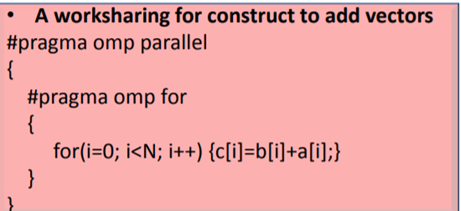 • A worksharing for construct to add vectors
#pragma omp parallel
{
#pragma omp for
{
for(i=0; i<N; i++) {c[i]=b[i]+a[i];}
}
}